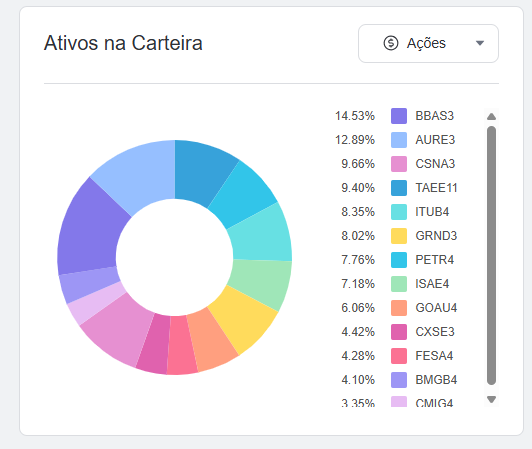 Ativos na Carteira
Ações
14.53% BBAS3
12.89% AURE3
9.66% CSNA3
9.40% TAEE11
8.35% ITUB4
8.02% GRND3
7.76% PETR4
7.18% ISAE4
6.06% GOAU4
4.42% CXSE3
4.28% FESA4
4.10% BMGB4
3.35% CMIG4